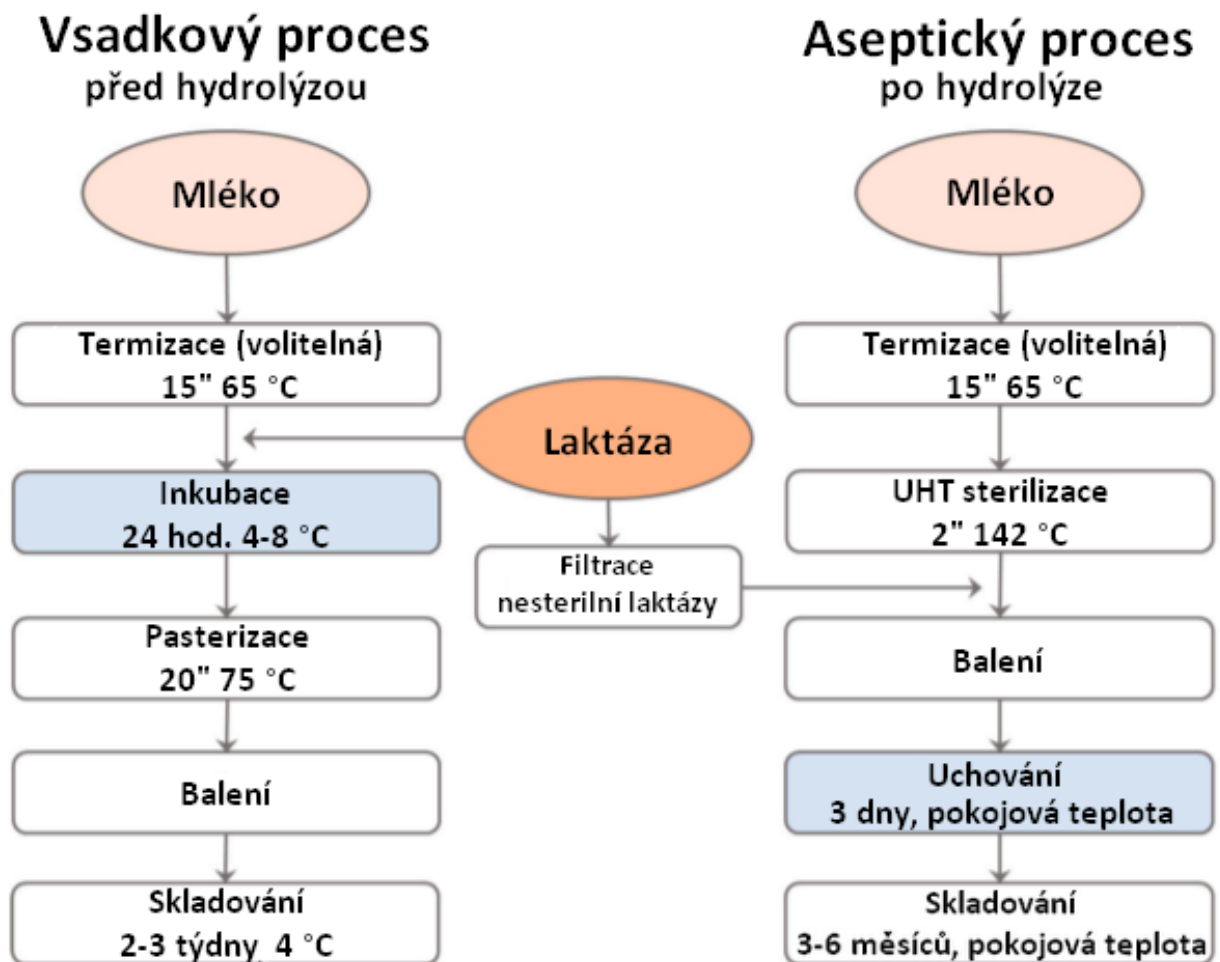 Vsadkový proces
před hydrolýzou
Mléko
Termizace (volitelná)
15" 65 °C
Inkubace
24 hod. 4-8 °C
Pasterizace
20" 75 °C
Balení
Skladování
2-3 týdny 4 °C
Laktáza
Filtrace
nesterilní laktázy
Aseptický proces
po hydrolýze
Mléko
Termizace (volitelná)
15" 65 °C
UHT sterilizace
2" 142 °C
Balení
Uchování
3 dny, pokojová teplota
Skladování
3-6 měsíců, pokojová teplota